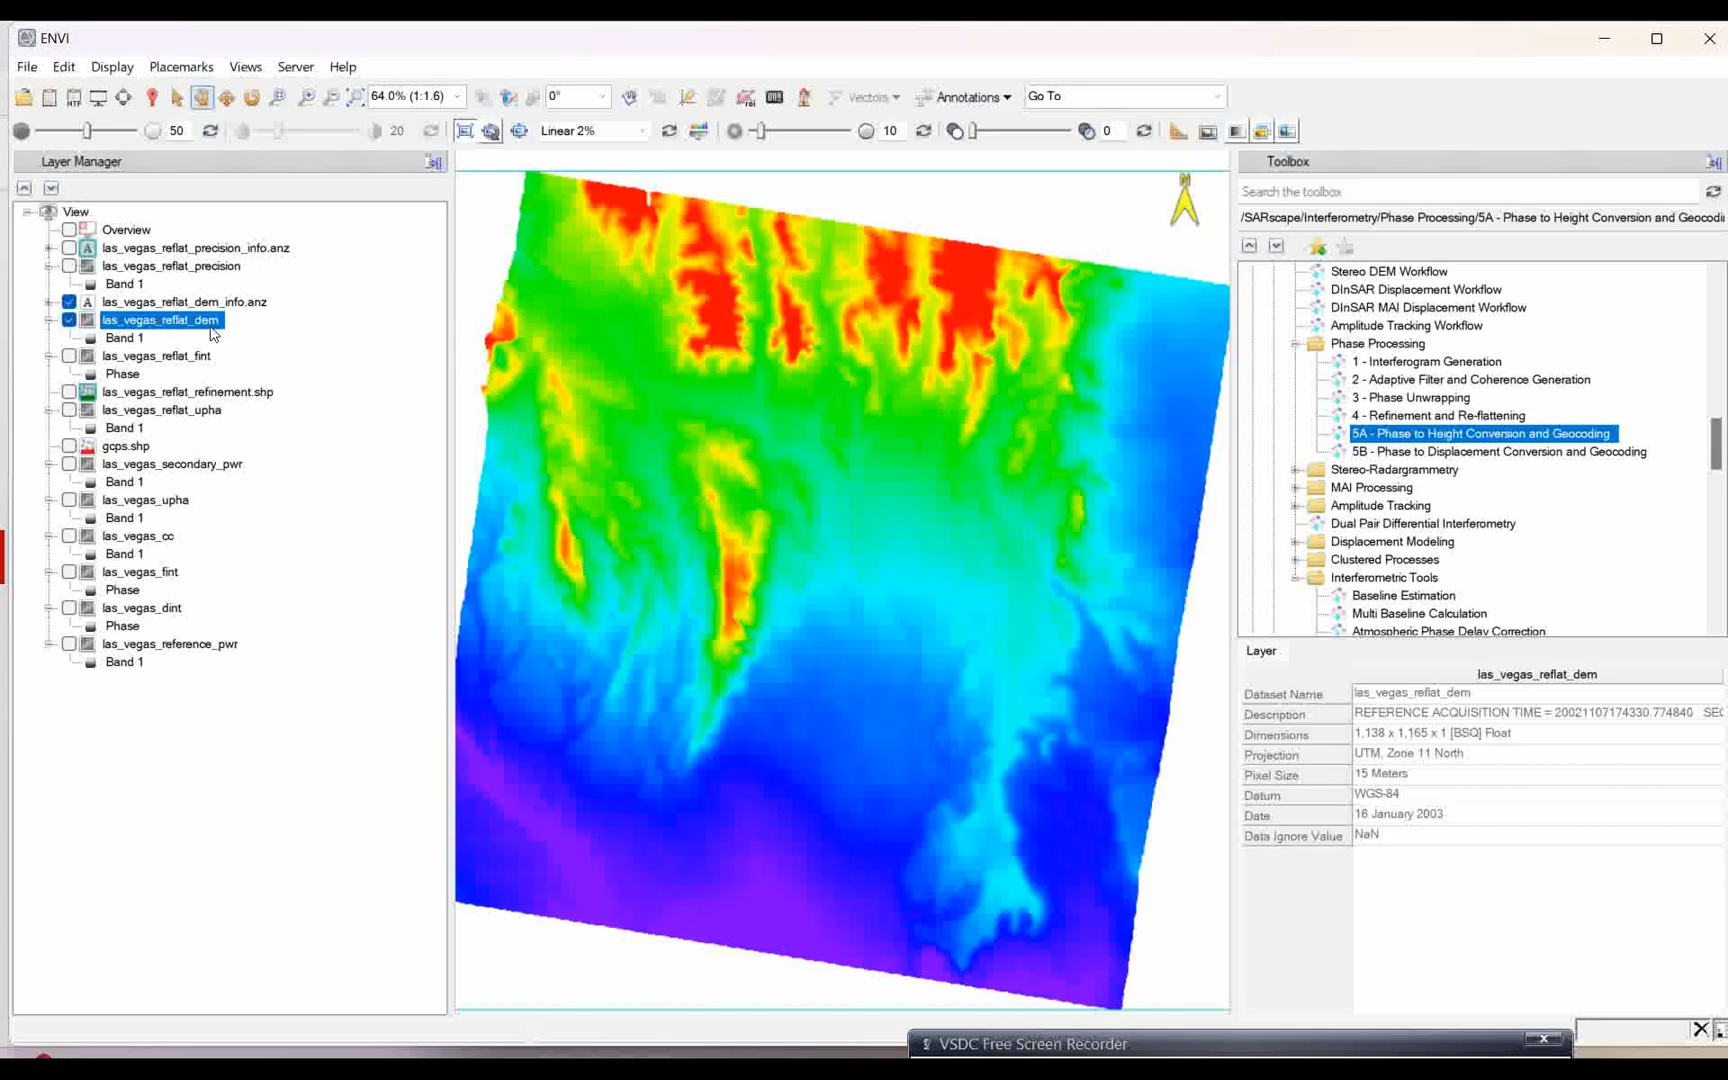 ENVI
File Edit Display Placemarks Views Server Help
64.0% (1:1.6) 0° Vectors Annotations Go To
50 20 Linear 2% 10 0
Layer Manager
View
Overview
las_vegas_reflat_precision_info.anz
las_vegas_reflat_precision
Band 1
las_vegas_reflat_dem_info.anz
las_vegas_reflat_dem
Band 1
las_vegas_reflat_fint
Phase
las_vegas_reflat_refinement.shp
las_vegas_reflat_upha
Band 1
gcps.shp
las_vegas_secondary_pwr
Band 1
las_vegas_upha
Band 1
las_vegas_cc
Band 1
las_vegas_fint
Phase
las_vegas_dint
Phase
las_vegas_reference_pwr
Band 1
N
Toolbox
Search the toolbox
/SARscape/Interferometry/Phase Processing/5A - Phase to Height Conversion and Geocodi
Stereo DEM Workflow
DInSAR Displacement Workflow
DInSAR MAI Displacement Workflow
Amplitude Tracking Workflow
Phase Processing
1 - Interferogram Generation
2 - Adaptive Filter and Coherence Generation
3 - Phase Unwrapping
4 - Refinement and Re-flattening
5A - Phase to Height Conversion and Geocoding
5B - Phase to Displacement Conversion and Geocoding
Stereo-Radargrammetry
MAI Processing
Amplitude Tracking
Dual Pair Differential Interferometry
Displacement Modeling
Clustered Processes
Interferometric Tools
Baseline Estimation
Multi Baseline Calculation
Atmospheric Phase Delay Correction
Layer
las_vegas_reflat_dem
Dataset Name las_vegas_reflat_dem
Description REFERENCE ACQUISITION TIME = 20021107174330.774840 SEC
Dimensions 1,138 x 1,165 x 1 [BSQ] Float
Projection UTM, Zone 11 North
Pixel Size 15 Meters
Datum WGS-84
Date 16 January 2003
Data Ignore Value NaN
VSDC Free Screen Recorder